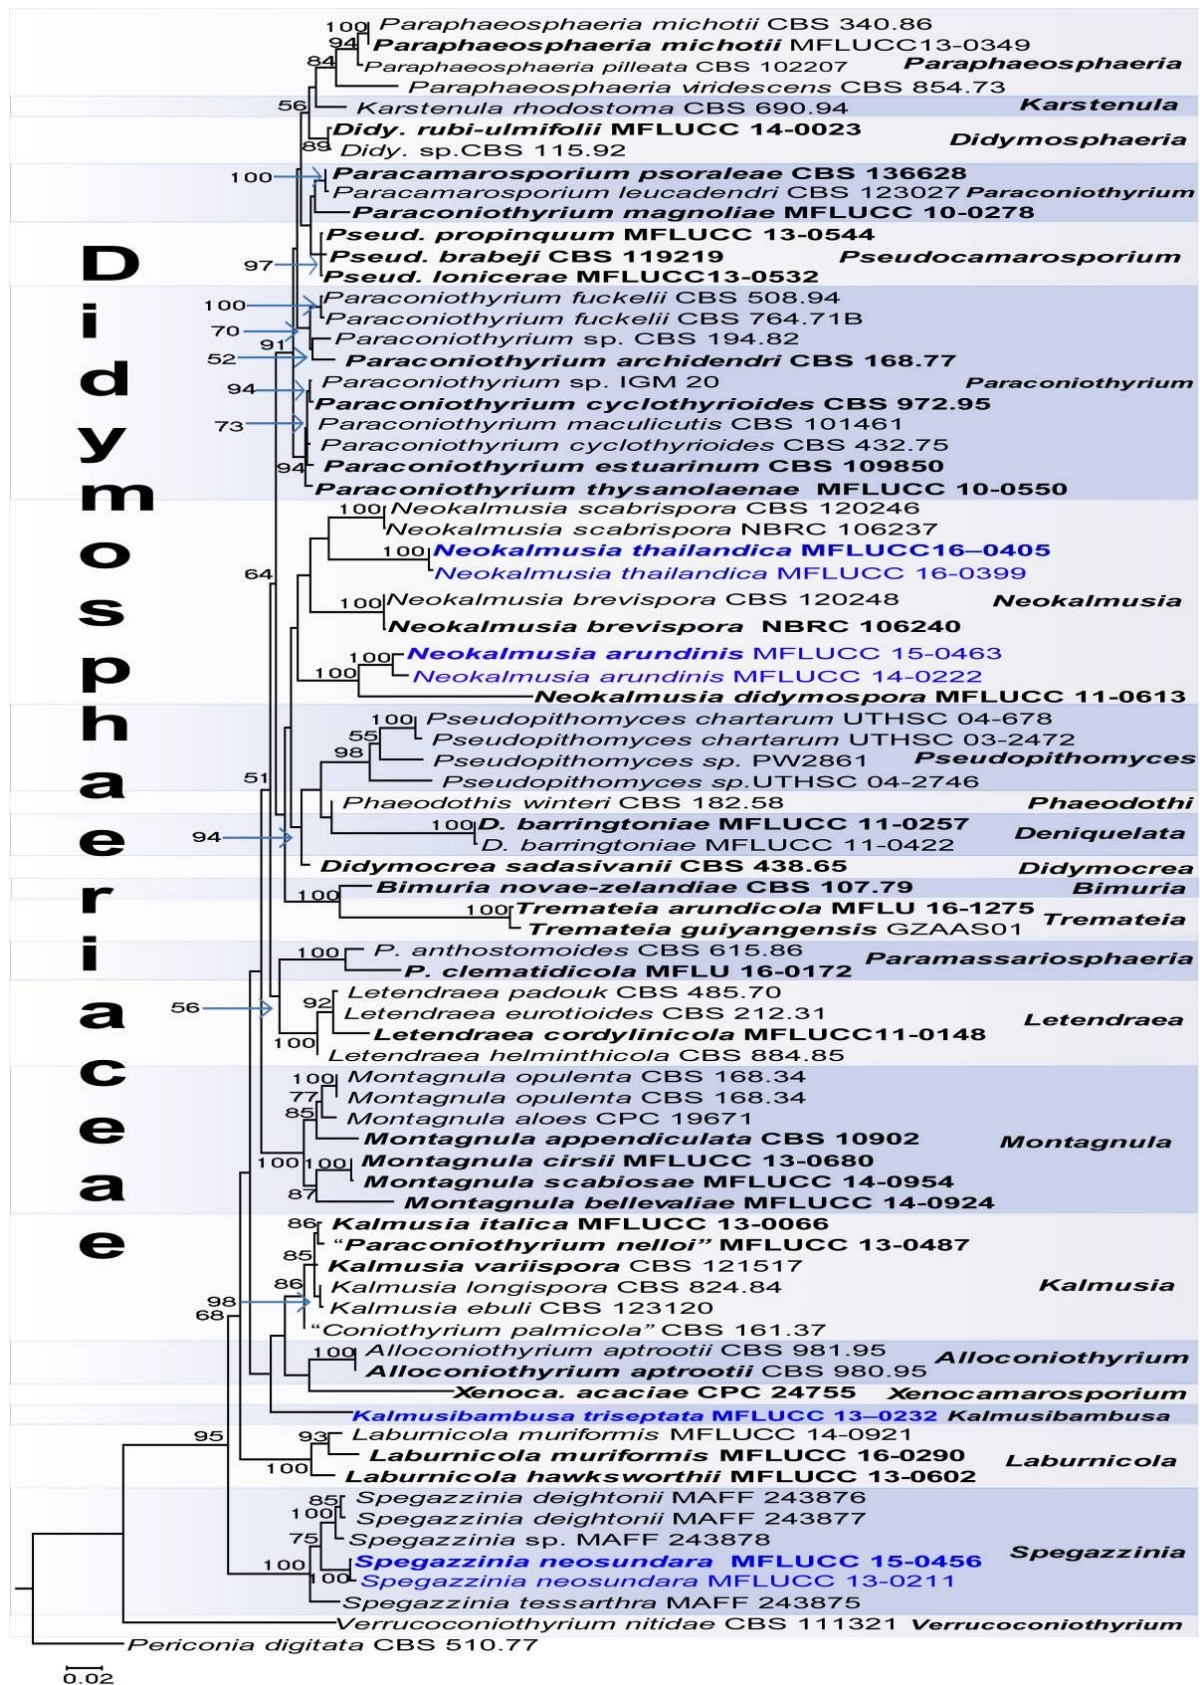 100 Paraphaeosphaeria michotii CBS 340.86
94 Paraphaeosphaeria michotii MFLUCC13-0349
84 Paraphaeosphaeria pilleata CBS 102207 Paraphaeosphaeria
Paraphaeosphaeria viridescens CBS 854.73
56 Karstenula rhodostoma CBS 690.94 Karstenula
Didy. rubi-ulmifolii MFLUCC 14-0023 Didymosphaeria
89 Didy. sp.CBS 115.92
100 Paracamarosporium psoraleae CBS 136628
Paracamarosporium leucadendri CBS 123027 Paraconiothyrium
Paraconiothyrium magnoliae MFLUCC 10-0278
Pseud. propinquum MFLUCC 13-0544
Pseud. brabeji CBS 119219 Pseudocamarosporium
97 Pseud. lonicerae MFLUCC13-0532
100 Paraconiothyrium fuckelii CBS 508.94
Paraconiothyrium fuckelii CBS 764.71B
70
91 Paraconiothyrium sp. CBS 194.82
52 Paraconiothyrium archidendri CBS 168.77
94 Paraconiothyrium sp. IGM 20 Paraconiothyrium
Paraconiothyrium cyclothyrioides CBS 972.95
73 Paraconiothyrium maculicutis CBS 101461
Paraconiothyrium cyclothyrioides CBS 432.75
94 Paraconiothyrium estuarinum CBS 109850
Paraconiothyrium thysanolaenae MFLUCC 10-0550
100 Neokalmusia scabrispora CBS 120246
Neokalmusia scabrispora NBRC 106237
100 Neokalmusia thailandica MFLUCC16–0405
64 Neokalmusia thailandica MFLUCC 16-0399
100 Neokalmusia brevispora CBS 120248 Neokalmusia
Neokalmusia brevispora NBRC 106240
100 Neokalmusia arundinis MFLUCC 15-0463
100 Neokalmusia arundinis MFLUCC 14-0222
Neokalmusia didymospora MFLUCC 11-0613
100 Pseudopithomyces chartarum UTHSC 04-678
55 Pseudopithomyces chartarum UTHSC 03-2472
98 Pseudopithomyces sp. PW2861 Pseudopithomyces
51 Pseudopithomyces sp.UTHSC 04-2746
Phaeodothis winteri CBS 182.58 Phaeodothi
100 D. barringtoniae MFLUCC 11-0257 Deniquelata
94 D. barringtoniae MFLUCC 11-0422
Didymocrea sadasivanii CBS 438.65 Didymocrea
100 Bimuria novae-zelandiae CBS 107.79 Bimuria
100 Tremateia arundicola MFLU 16-1275 Tremateia
Tremateia guiyangensis GZAAS01
100 P. anthostomoides CBS 615.86 Paramassariosphaeria
P. clematidicola MFLU 16-0172
92 Letendraea padouk CBS 485.70
56 Letendraea eurotioides CBS 212.31 Letendraea
100 Letendraea cordylinicola MFLUCC11-0148
Letendraea helminthicola CBS 884.85
100 Montagnula opulenta CBS 168.34
77 Montagnula opulenta CBS 168.34
85 Montagnula aloes CPC 19671
Montagnula appendiculata CBS 10902 Montagnula
100 100 Montagnula cirsii MFLUCC 13-0680
Montagnula scabiosae MFLUCC 14-0954
87 Montagnula bellevaliae MFLUCC 14-0924
86 Kalmusia italica MFLUCC 13-0066
85 “Paraconiothyrium nelloi” MFLUCC 13-0487
Kalmusia variispora CBS 121517
86 Kalmusia longispora CBS 824.84 Kalmusia
98 Kalmusia ebuli CBS 123120
68 “Coniothyrium palmicola” CBS 161.37
100 Alloconiothyrium aptrootii CBS 981.95 Alloconiothyrium
Alloconiothyrium aptrootii CBS 980.95
Xenoca. acaciae CPC 24755 Xenocamarosporium
Kalmusibambusa triseptata MFLUCC 13–0232 Kalmusibambusa
95 93 Laburnicola muriformis MFLUCC 14-0921
Laburnicola muriformis MFLUCC 16-0290 Laburnicola
100 Laburnicola hawksworthii MFLUCC 13-0602
85 Spegazzinia deightonii MAFF 243876
100 Spegazzinia deightonii MAFF 243877
75 Spegazzinia sp. MAFF 243878 Spegazzinia
100 Spegazzinia neosundara MFLUCC 15-0456
100 Spegazzinia neosundara MFLUCC 13-0211
Spegazzinia tessarthra MAFF 243875
Verrucoconiothyrium nitidae CBS 111321 Verrucoconiothyrium
Periconia digitata CBS 510.77
0.02
Didymosphaeriaceae